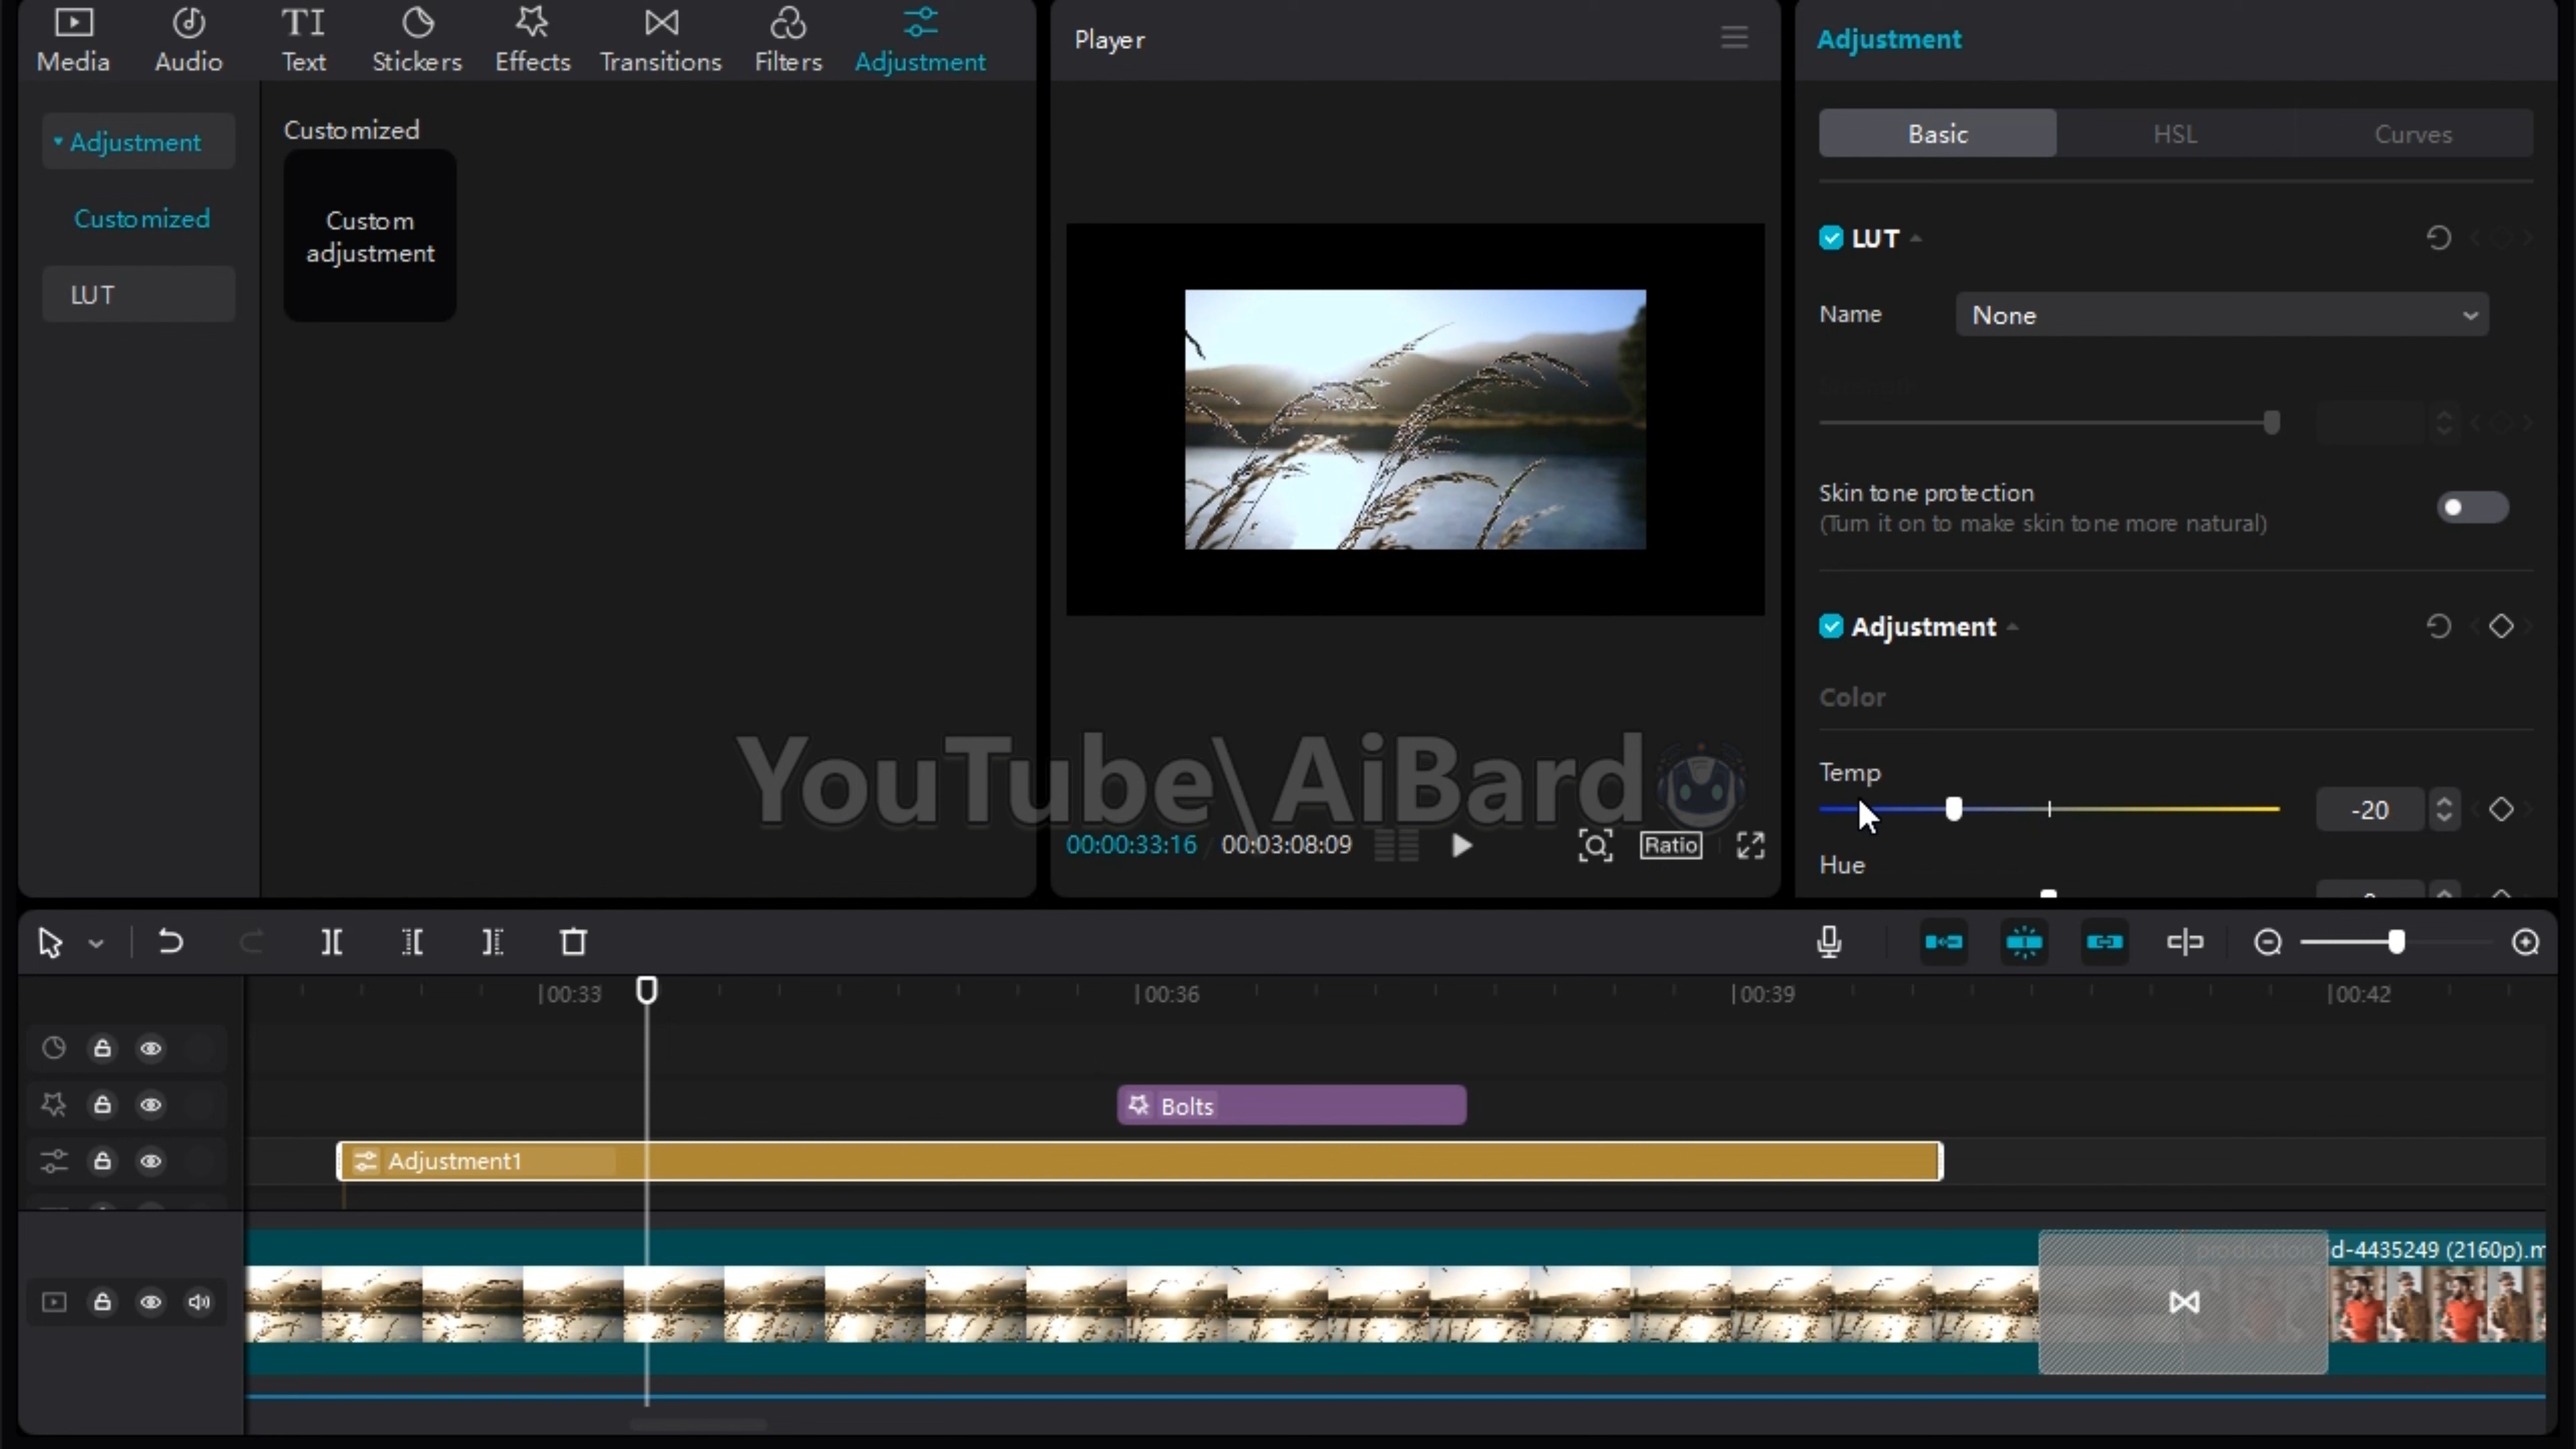 Media
Audio
TI
Text
Stickers
Effects
Transitions
Filters
Adjustment
Adjustment
Customized
LUT
Customized
Custom
adjustment
Player
YouTube\ AiBard
00:00:33:16
00:03:08:09
Ratio
Adjustment
Basic
HSL
Curves
LUT
Name
None
Skin tone protection
(Turn it on to make skin tone more natural)
Adjustment
Color
Temp
-20
Hue
00:33
00:36
00:39
00:42
Bolts
Adjustment1
production id-4435249 (2160p).m